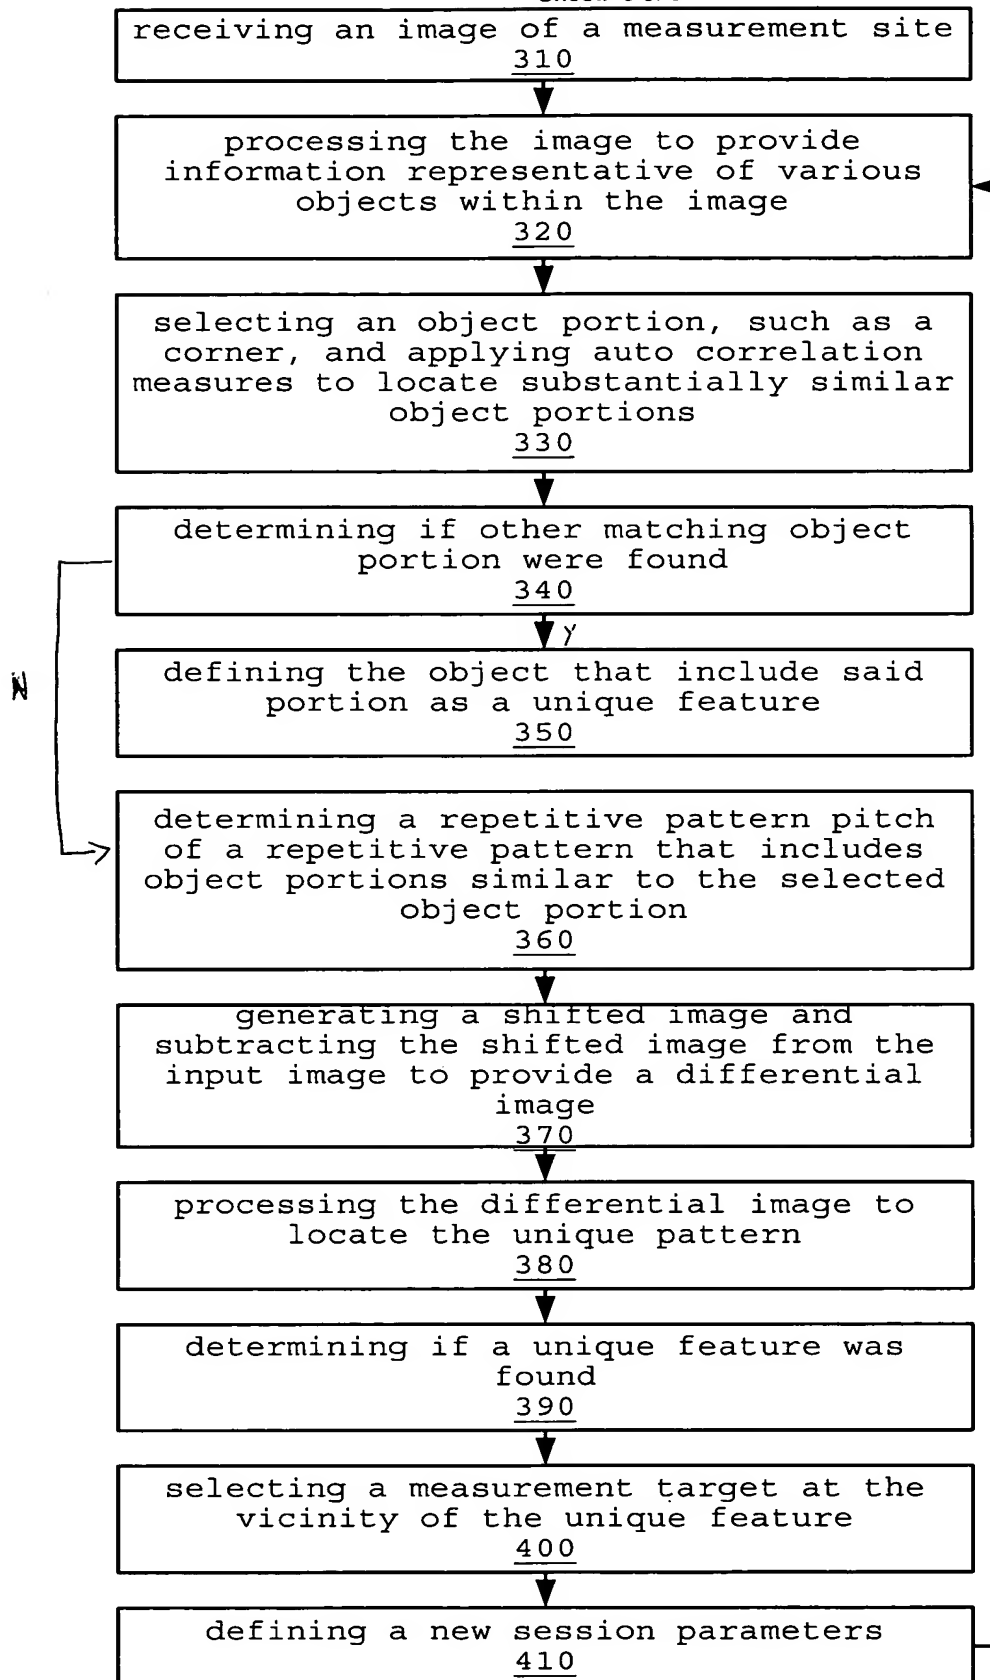 receiving an image of a measurement site
310
processing the image to provide
information representative of various
objects within the image
320
selecting an object portion, such as a
corner, and applying auto correlation
measures to locate substantially similar
object portions
330
determining if other matching object
portion were found
340
Y
N
defining the object that include said
portion as a unique feature
350
determining a repetitive pattern pitch
of a repetitive pattern that includes
object portions similar to the selected
object portion
360
generating a shifted image and
subtracting the shifted image from the
input image to provide a differential
image
370
processing the differential image to
locate the unique pattern
380
determining if a unique feature was
found
390
selecting a measurement target at the
vicinity of the unique feature
400
defining a new session parameters
410